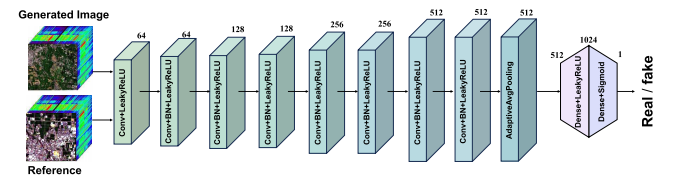 Generated Image
Reference
64
Conv+LeakyReLU
64
Conv+BN+LeakyReLU
128
Conv+BN+LeakyReLU
128
Conv+BN+LeakyReLU
256
Conv+BN+LeakyReLU
256
Conv+BN+LeakyReLU
512
Conv+BN+LeakyReLU
512
Conv+BN+LeakyReLU
512
AdaptiveAvgPooling
512
1024
1
Dense+LeakyReLU
Dense+Sigmoid
Real / fake